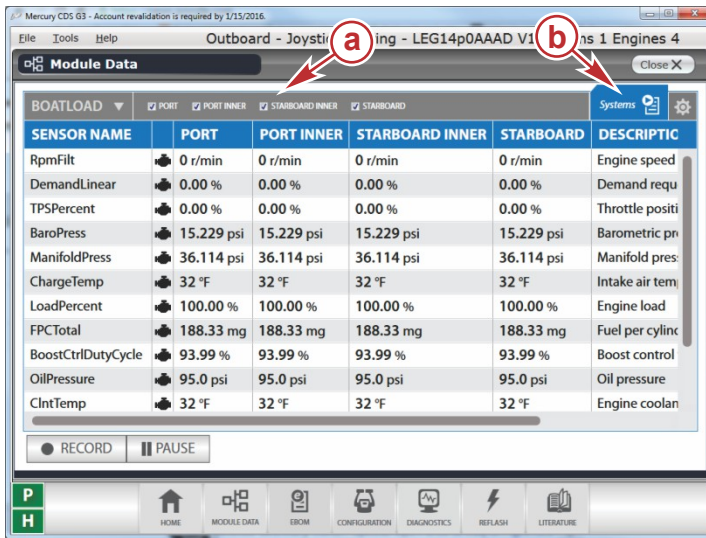 Mercury CDS G3 - Account revalidation is required by 1/15/2016.
File Tools Help Outboard - Joystic a ing - LEG14p0AAAD V1 b ns 1 Engines 4
Module Data Close X
BOATLOAD ▼ PORT PORT INNER STARBOARD INNER STARBOARD Systems
SENSOR NAME PORT PORT INNER STARBOARD INNER STARBOARD DESCRIPTIC
RpmFilt 0 r/min 0 r/min 0 r/min 0 r/min Engine speed
DemandLinear 0.00 % 0.00 % 0.00 % 0.00 % Demand requ
TPSPercent 0.00 % 0.00 % 0.00 % 0.00 % Throttle positi
BaroPress 15.229 psi 15.229 psi 15.229 psi 15.229 psi Barometric pr
ManifoldPress 36.114 psi 36.114 psi 36.114 psi 36.114 psi Manifold pres
ChargeTemp 32 °F 32 °F 32 °F 32 °F Intake air tem
LoadPercent 100.00 % 100.00 % 100.00 % 100.00 % Engine load
FPCTotal 188.33 mg 188.33 mg 188.33 mg 188.33 mg Fuel per cylinc
BoostCtrlDutyCycle 93.99 % 93.99 % 93.99 % 93.99 % Boost control
OilPressure 95.0 psi 95.0 psi 95.0 psi 95.0 psi Oil pressure
ClntTemp 32 °F 32 °F 32 °F 32 °F Engine coolan
RECORD PAUSE
P
H
HOME MODULE DATA EBOM CONFIGURATION DIAGNOSTICS REFLASH LITERATURE